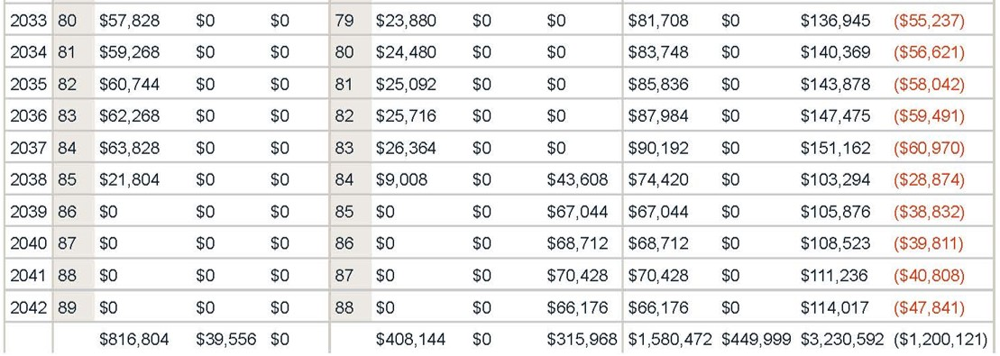 2033 80 $57,828 $0 $0 79 $23,880 $0 $0 $81,708 $0 $136,945 ($55,237)
2034 81 $59,268 $0 $0 80 $24,480 $0 $0 $83,748 $0 $140,369 ($56,621)
2035 82 $60,744 $0 $0 81 $25,092 $0 $0 $85,836 $0 $143,878 ($58,042)
2036 83 $62,268 $0 $0 82 $25,716 $0 $0 $87,984 $0 $147,475 ($59,491)
2037 84 $63,828 $0 $0 83 $26,364 $0 $0 $90,192 $0 $151,162 ($60,970)
2038 85 $21,804 $0 $0 84 $9,008 $0 $43,608 $74,420 $0 $103,294 ($28,874)
2039 86 $0 $0 $0 85 $0 $0 $67,044 $67,044 $0 $105,876 ($38,832)
2040 87 $0 $0 $0 86 $0 $0 $68,712 $68,712 $0 $108,523 ($39,811)
2041 88 $0 $0 $0 87 $0 $0 $70,428 $70,428 $0 $111,236 ($40,808)
2042 89 $0 $0 $0 88 $0 $0 $66,176 $66,176 $0 $114,017 ($47,841)
$816,804 $39,556 $0 $408,144 $0 $315,968 $1,580,472 $449,999 $3,230,592 ($1,200,121)